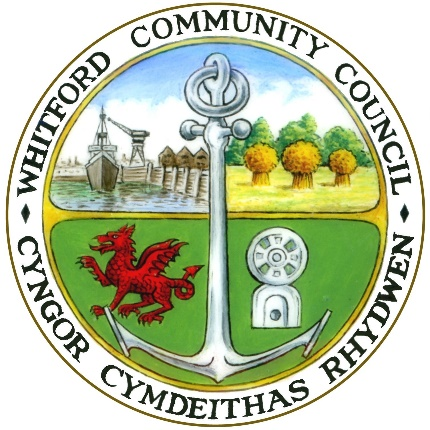 WHITFORD COMMUNITY COUNCIL
CYNGOR CYMDEITHAS RHYDWEN